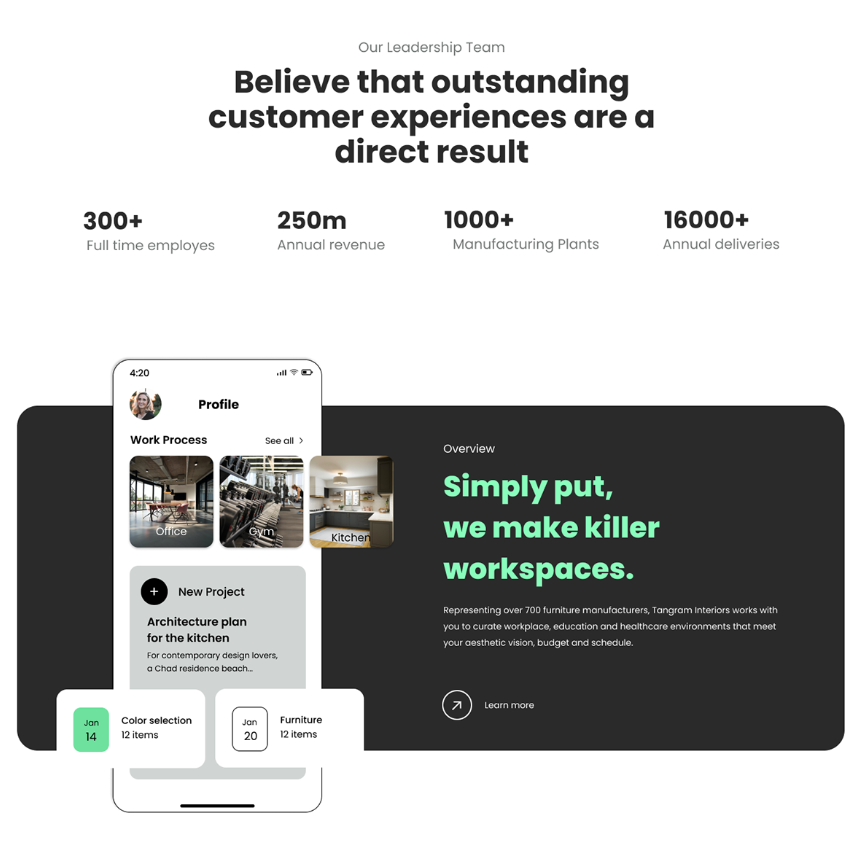 Our Leadership Team
Believe that outstanding
customer experiences are a
direct result
300+
Full time employes
250m
Annual revenue
1000+
Manufacturing Plants
16000+
Annual deliveries
4:20
Profile
Work Process
See all
Office
Gym
Kitchen
New Project
Architecture plan
for the kitchen
For contemporary design lovers,
a Chad residence beach...
Jan
14
Color selection
12 items
Jan
20
Furniture
12 items
Overview
Simply put,
we make killer
workspaces.
Representing over 700 furniture manufacturers, Tangram Interiors works with
you to curate workplace, education and healthcare environments that meet
your aesthetic vision, budget and schedule.
Learn more